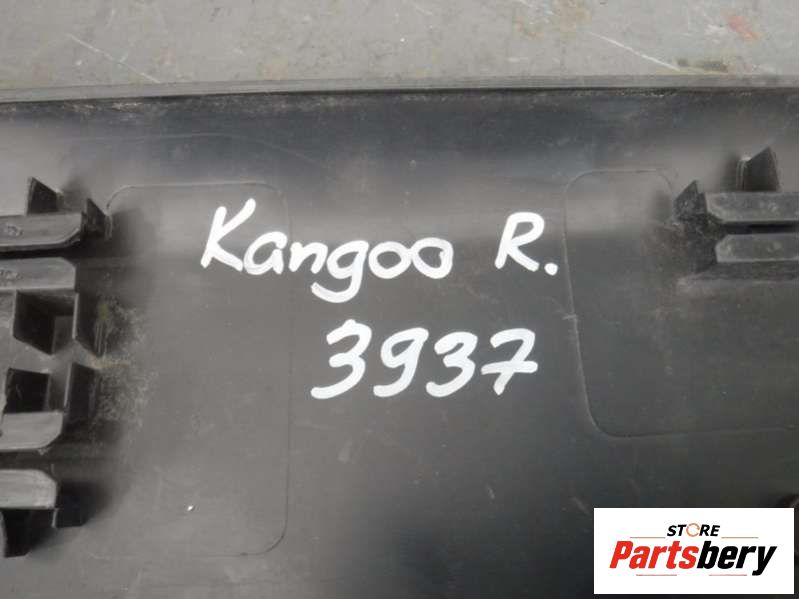 Kangoo R.
3937
STORE
Partsbery